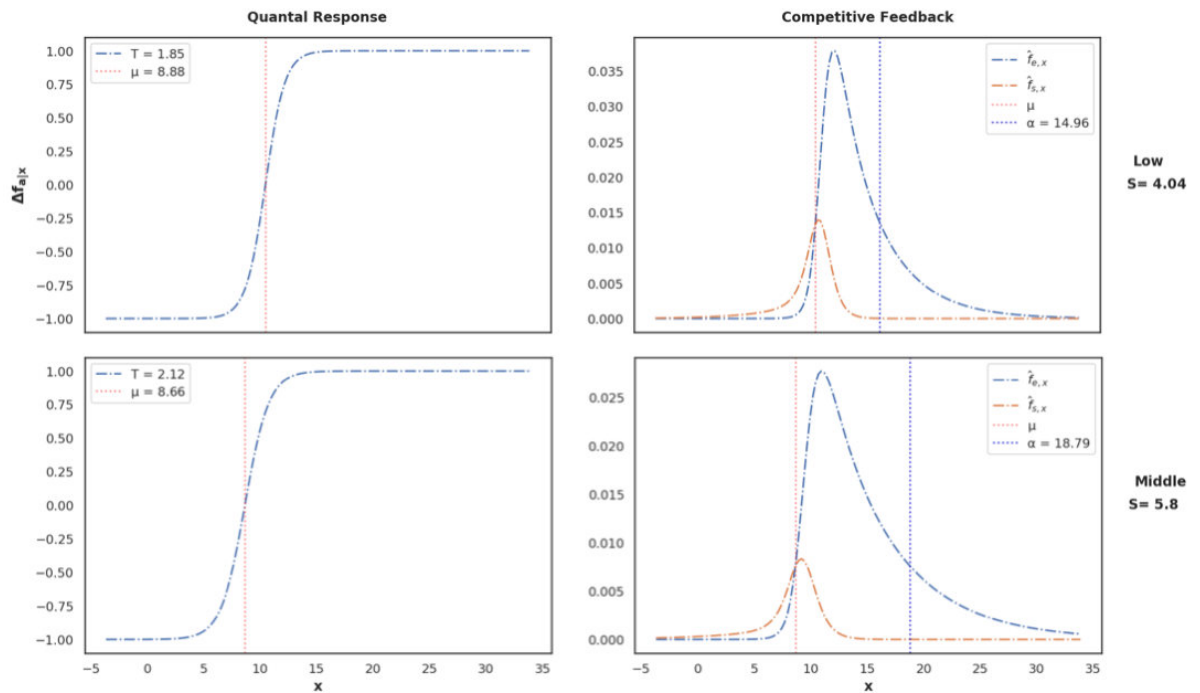 Quantal Response
Competitive Feedback
1.00
0.75
0.50
0.25
0.00
−0.25
−0.50
−0.75
−1.00
Δf_a|x
T = 1.85
μ = 8.88
0.035
0.030
0.025
0.020
0.015
0.010
0.005
0.000
f̂_e,x
f̂_s,x
μ
α = 14.96
Low
S= 4.04
1.00
0.75
0.50
0.25
0.00
−0.25
−0.50
−0.75
−1.00
T = 2.12
μ = 8.66
−5 0 5 10 15 20 25 30 35
x
0.025
0.020
0.015
0.010
0.005
0.000
f̂_e,x
f̂_s,x
μ
α = 18.79
−5 0 5 10 15 20 25 30 35
x
Middle
S= 5.8